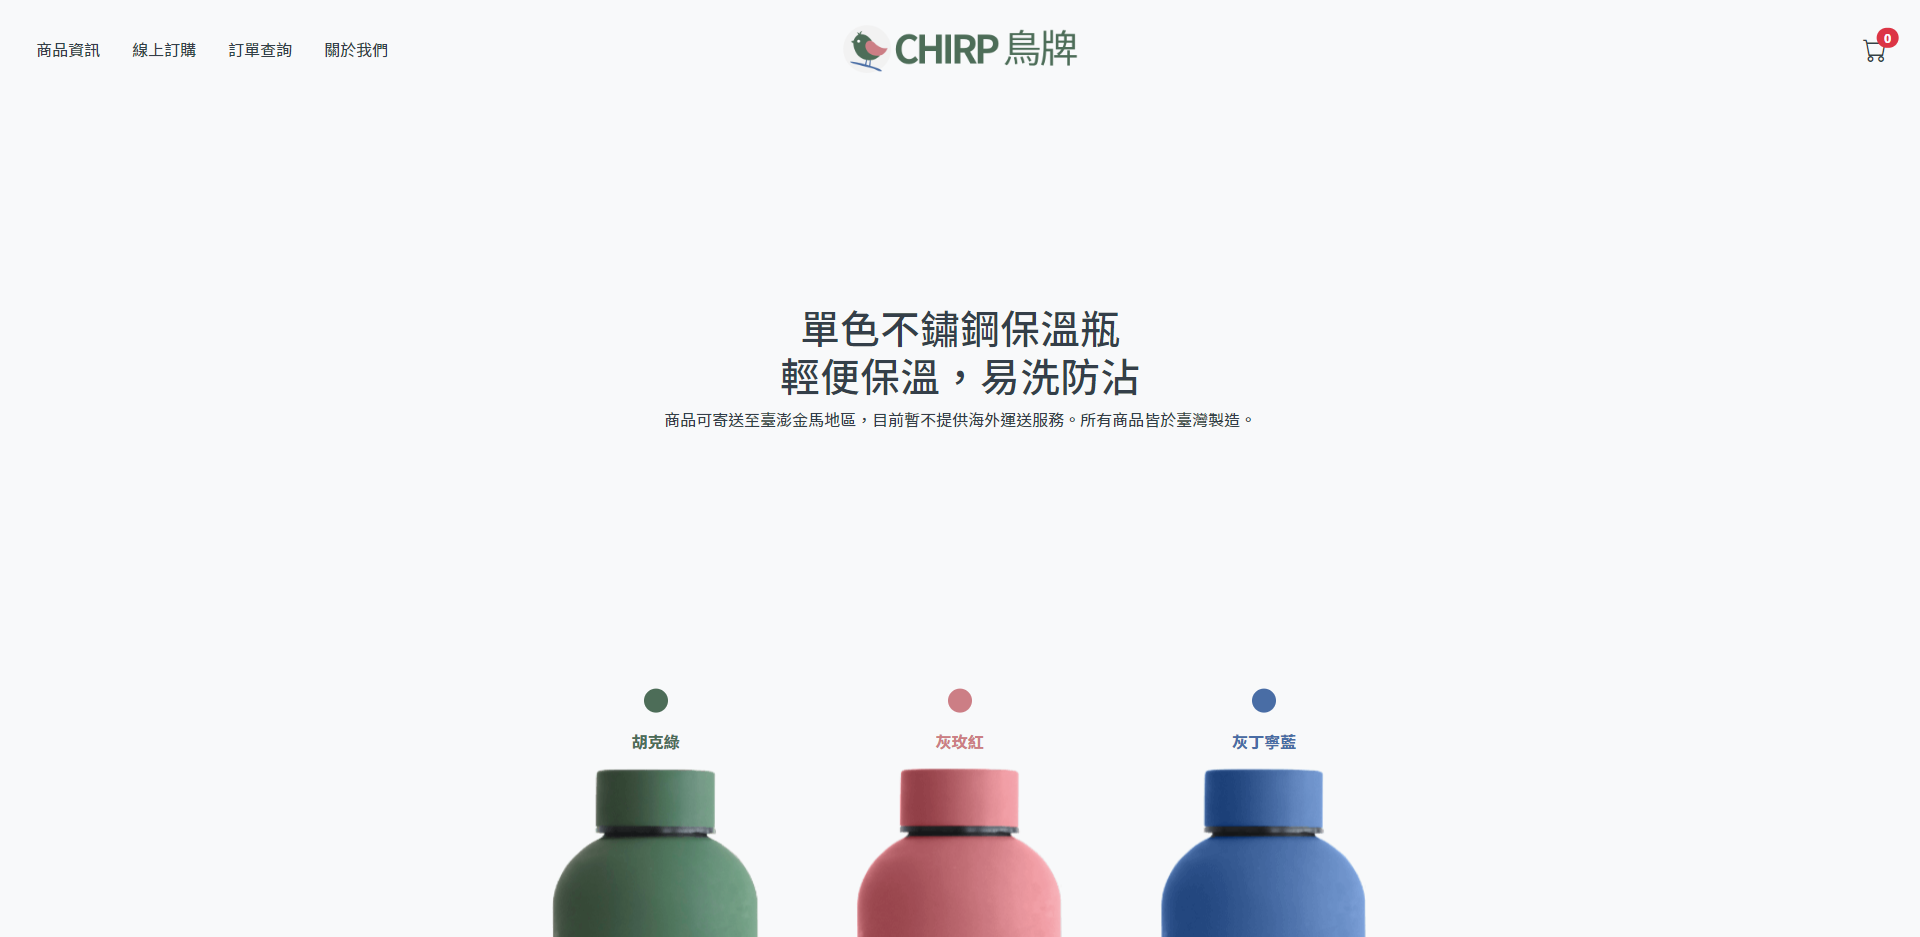 商品資訊
線上訂購
訂單查詢
關於我們
CHIRP 鳥牌
0
單色不鏽鋼保溫瓶
輕便保溫，易洗防沾
商品可寄送至臺澎金馬地區，目前暫不提供海外運送服務。所有商品皆於臺灣製造。
胡克綠
灰玫紅
灰丁寧藍